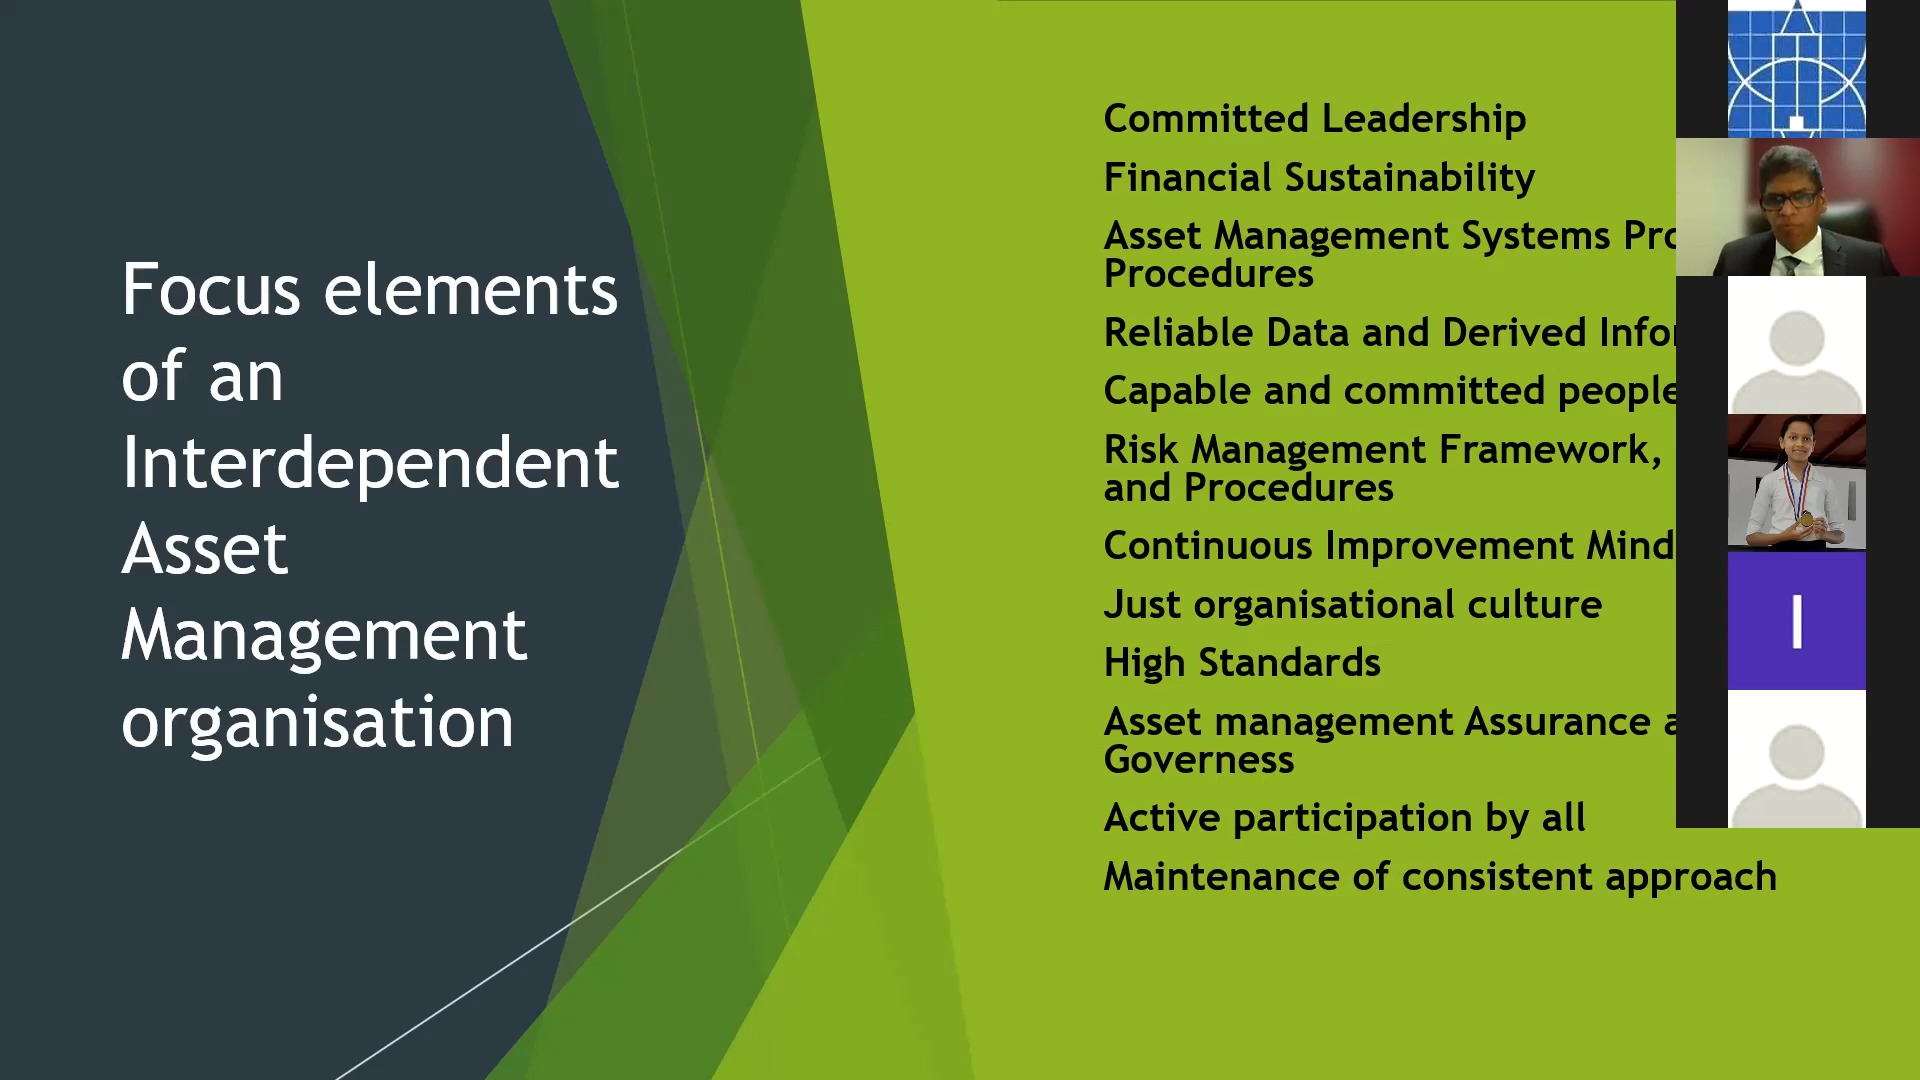 Focus elements
of an
Interdependent
Asset
Management
organisation
Committed Leadership
Financial Sustainability
Asset Management Systems
Procedures
Reliable Data and Derived
Capable and committed people
Risk Management Framework,
and Procedures
Continuous Improvement
Just organisational culture
High Standards
Asset management Assurance
Governess
Active participation by all
Maintenance of consistent approach
I